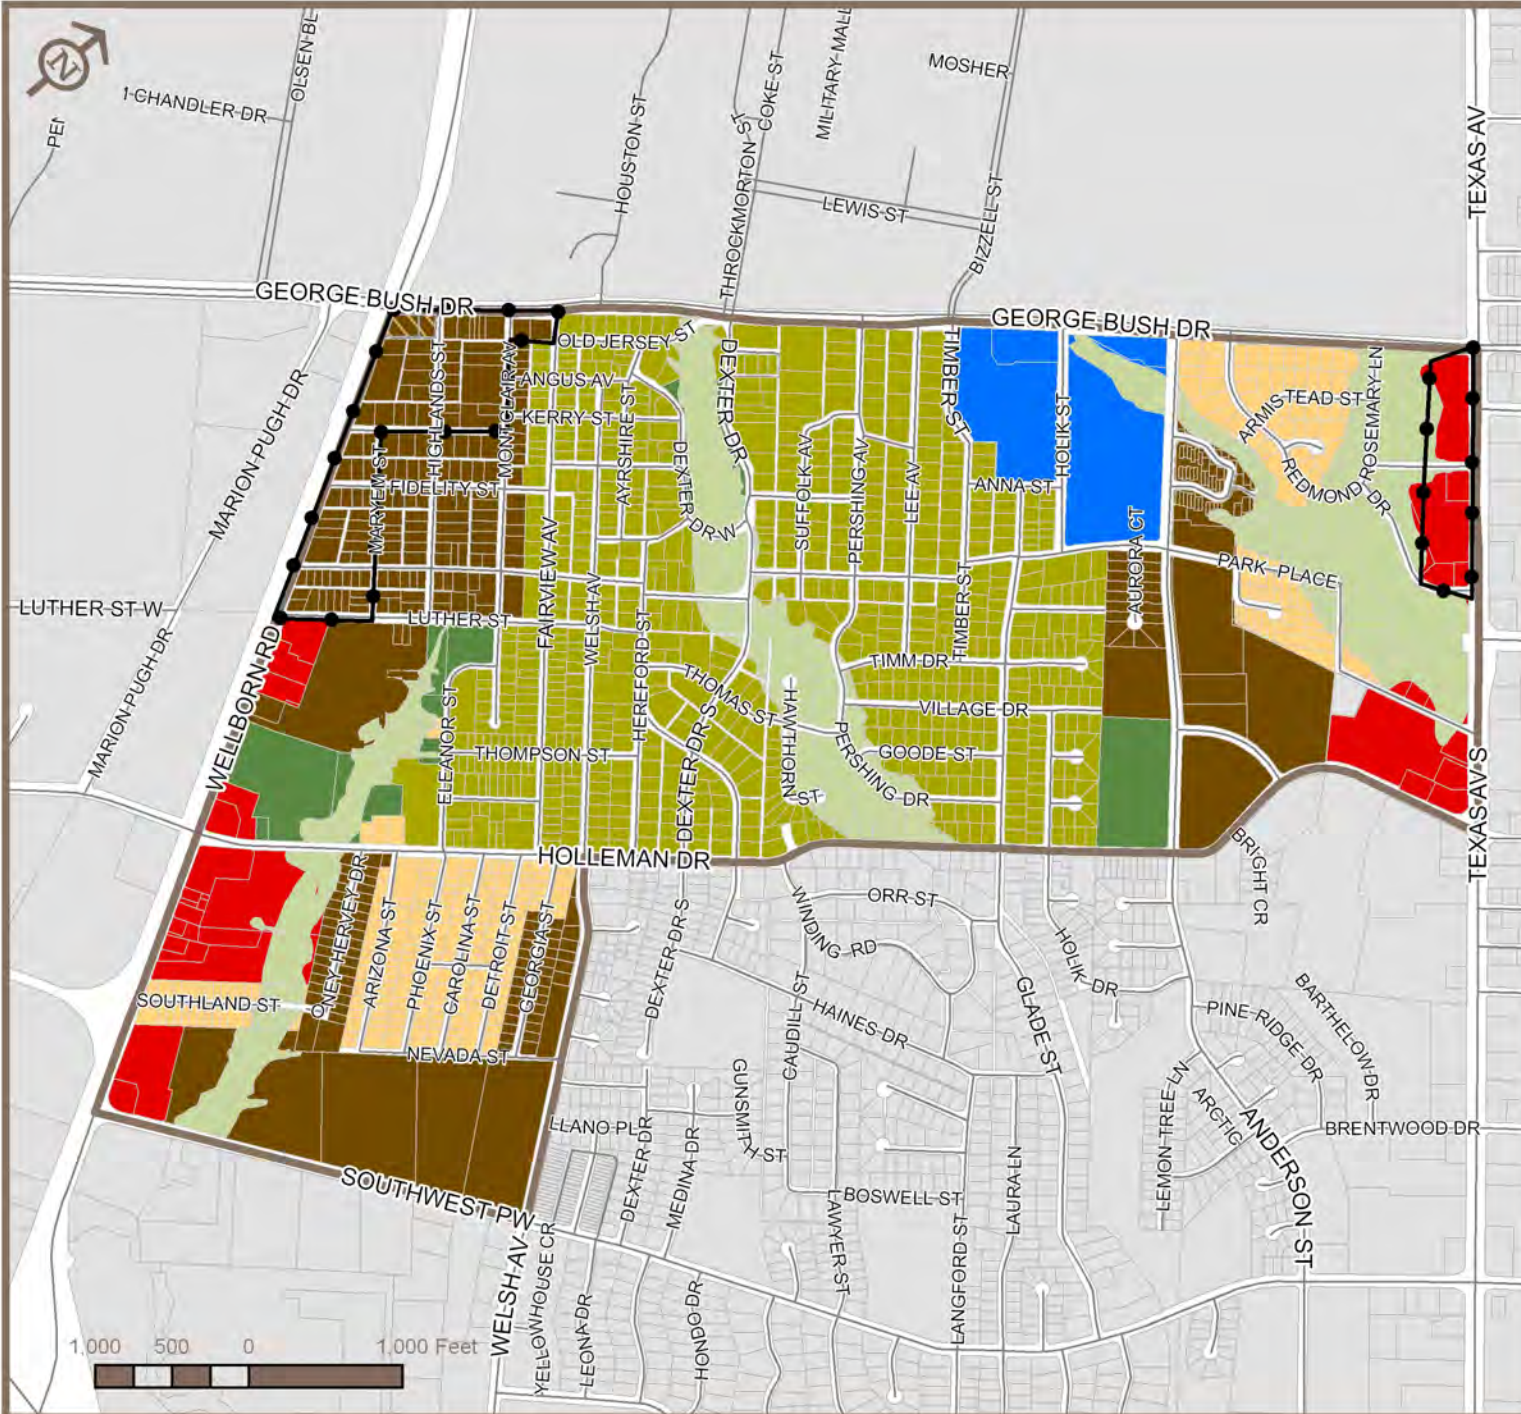 N
OLSEN BL
1 CHANDLER DR
PEN
HOUSTON ST
THROCKMORTON ST
COKE ST
MILITARY MALL
MOSHER
LEWIS ST
BIZZELL ST
TEXAS AV
GEORGE BUSH DR
GEORGE BUSH DR
OLD JERSEY ST
ANGUS AV
KERRY ST
FIDELITY ST
HIGHLANDS ST
MONTCLAIR AV
MARYEM ST
AYRSHIRE ST
DEXTER DR W
DEXTER DR
SUFFOLK AV
PERSHING AV
LEE AV
TIMBER ST
HOLIK ST
ANNA ST
ARMISTEAD ST
ROSEMARY LN
REDMOND DR
MARION PUGH DR
LUTHER ST W
MARION PUGH DR
WELLBORN RD
LUTHER ST
FAIRVIEW AV
WELSH AV
HEREFORD ST
TIMBER ST
AURORA CT
PARK PLACE
TIMM DR
VILLAGE DR
THOMAS ST
HAWTHORN ST
PERSHING DR
GOODE ST
ELEANOR ST
THOMPSON ST
DEXTER DR S
HOLLEMAN DR
TEXAS AV S
BRIGHT CR
ORR ST
WINDING RD
HOLIK DR
ONEY HERVEY DR
ARIZONA ST
PHOENIX ST
CAROLINA ST
DETROIT ST
GEORGIA ST
DEXTER DR S
CAUDILL ST
HAINES DR
GLADE ST
PINE RIDGE DR
BARTHELOW DR
SOUTHLAND ST
NEVADA ST
GUNSMITH ST
LEMON TREE LN
ARCTIC
ANDERSON ST
BRENTWOOD DR
LLANO PL
DEXTER DR
MEDINA DR
BOSWELL ST
LAWYER ST
LANGFORD ST
LAURA LN
SOUTHWEST PW
WELSH AV
YELLOWHOUSE CR
LEONA DR
HONDO DR
1,000 500 0 1,000 Feet